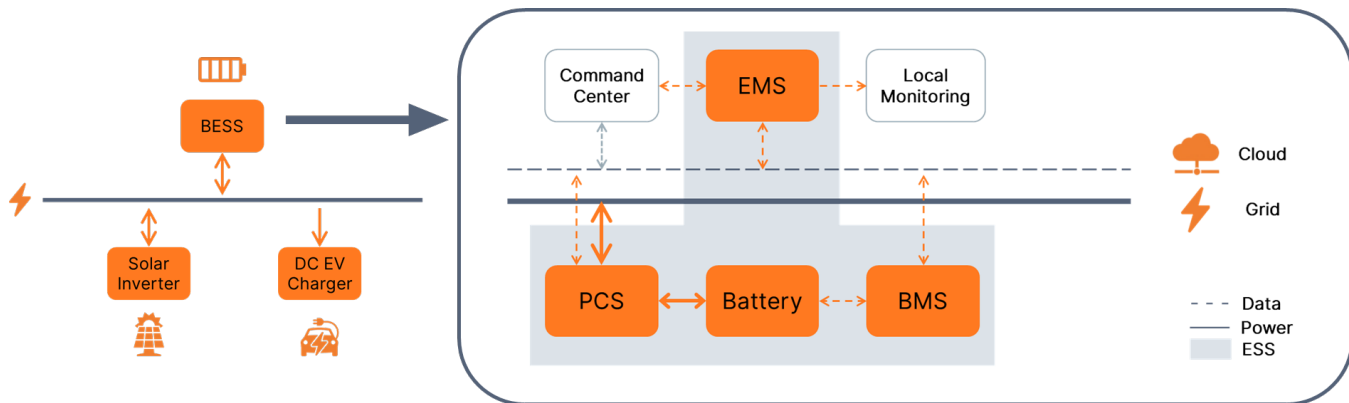 BESS
Solar
Inverter
DC EV
Charger
Command
Center
EMS
Local
Monitoring
PCS
Battery
BMS
Cloud
Grid
Data
Power
ESS